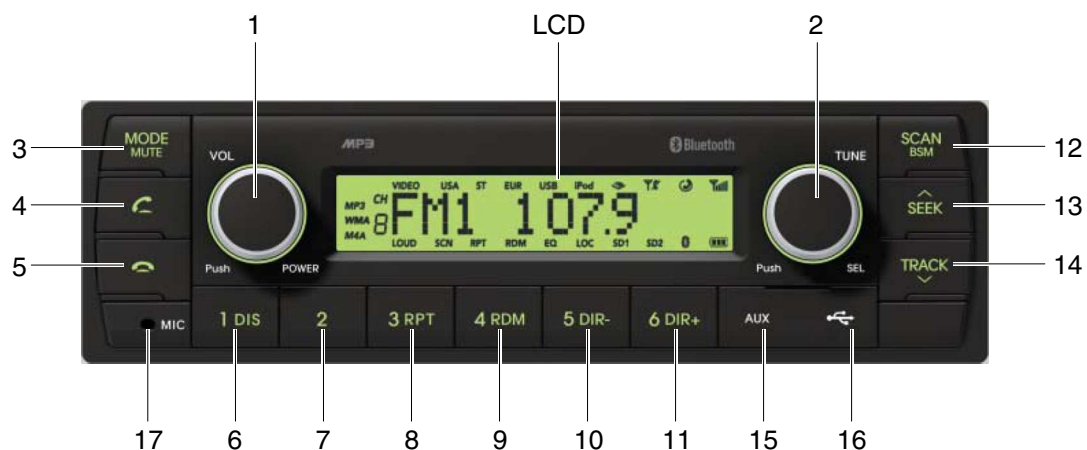 1 LCD 2
3 MODE MUTE
4
5
VOL
Push POWER
MP3
Bluetooth
VIDEO USA ST EUR USB iPod
MP3 CH
WMA 8 FM1 107.9
M4A
LOUD SCN RPT RDM EQ LOC SD1 SD2
TUNE
Push SEL
SCAN BSM 12
SEEK 13
TRACK 14
MIC 1 DIS 2 3 RPT 4 RDM 5 DIR- 6 DIR+ AUX
17 6 7 8 9 10 11 15 16